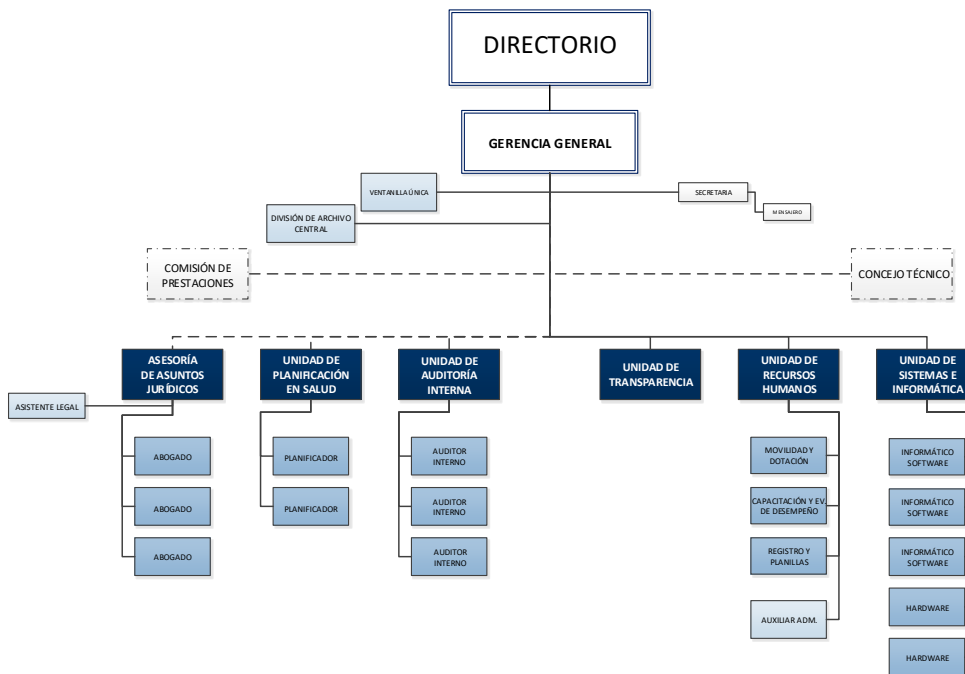 DIRECTORIO
GERENCIA GENERAL
VENTANILLA ÚNICA
SECRETARIA
MENSAJERO
DIVISIÓN DE ARCHIVO
CENTRAL
COMISIÓN DE
PRESTACIONES
CONCEJO TÉCNICO
ASESORÍA
DE ASUNTOS
JURÍDICOS
UNIDAD DE
PLANIFICACIÓN
EN SALUD
UNIDAD DE
AUDITORÍA
INTERNA
UNIDAD DE
TRANSPARENCIA
UNIDAD DE
RECURSOS
HUMANOS
UNIDAD DE
SISTEMAS E
INFORMÁTICA
ASISTENTE LEGAL
ABOGADO
ABOGADO
ABOGADO
PLANIFICADOR
PLANIFICADOR
AUDITOR
INTERNO
AUDITOR
INTERNO
AUDITOR
INTERNO
MOVILIDAD Y
DOTACIÓN
CAPACITACIÓN Y EV.
DE DESEMPEÑO
REGISTRO Y
PLANILLAS
AUXILIAR ADM.
INFORMÁTICO
SOFTWARE
INFORMÁTICO
SOFTWARE
INFORMÁTICO
SOFTWARE
HARDWARE
HARDWARE